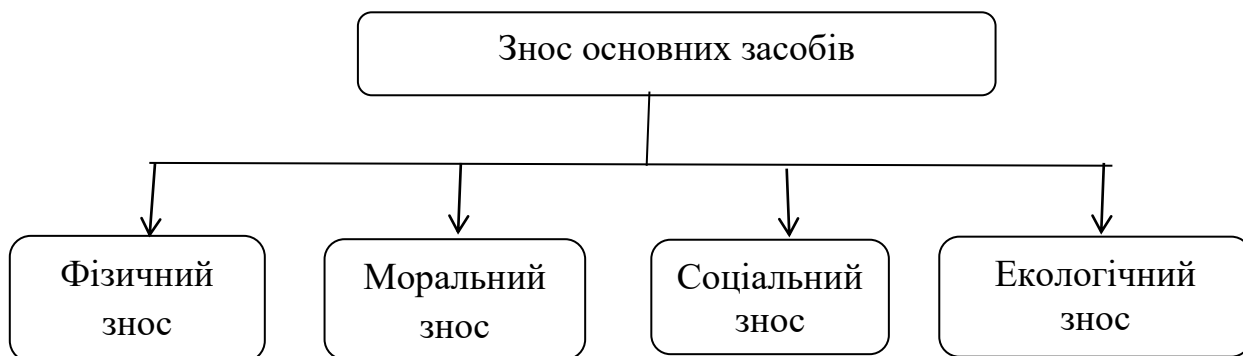 Знос основних засобів
Фізичний
знос
Моральний
знос
Соціальний
знос
Екологічний
знос